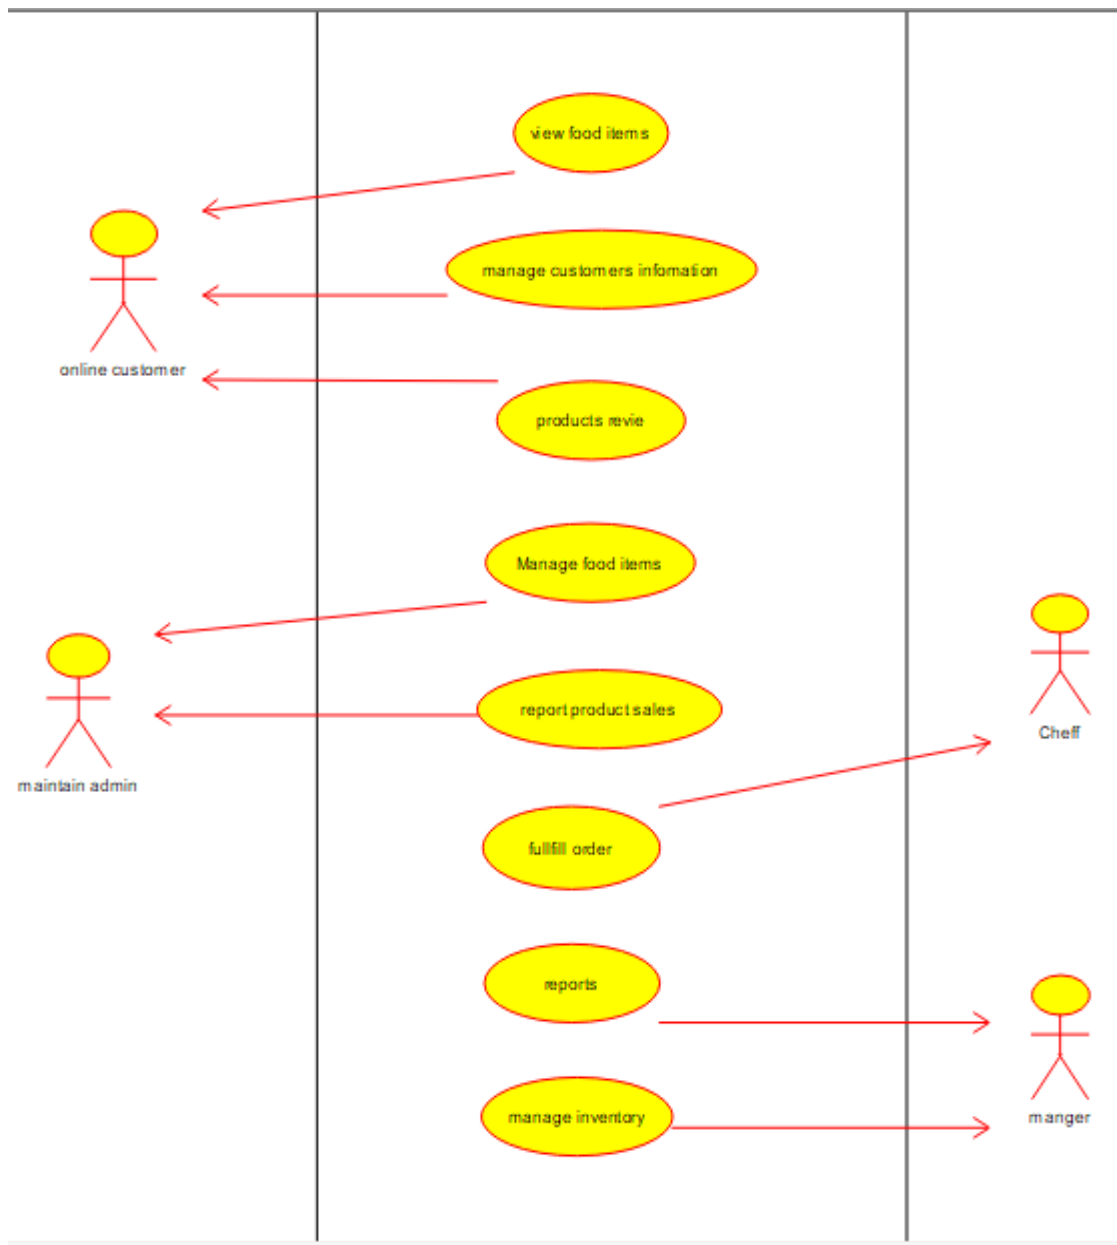 view food items
manage customers infomation
online customer
products revie
Manage food items
report product sales
Cheff
maintain admin
fullfill order
reports
manage inventory
manger